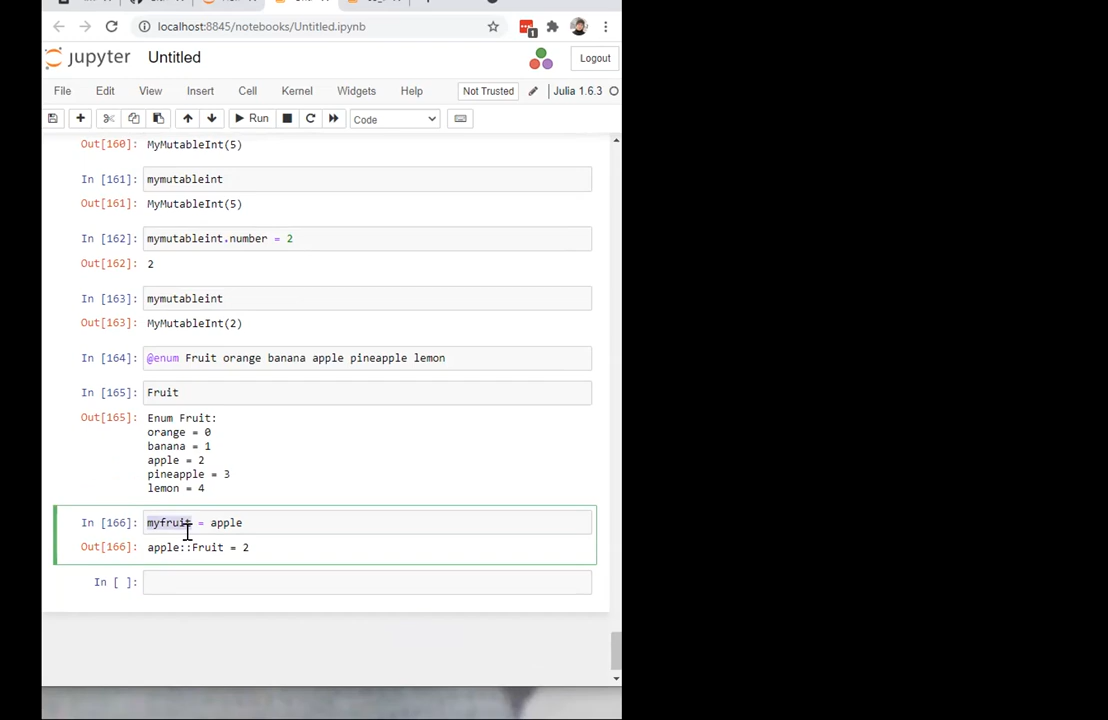 localhost:8845/notebooks/Untitled.ipynb
1
jupyter Untitled
Logout
File Edit View Insert Cell Kernel Widgets Help
Not Trusted
Julia 1.6.3
Run
Code
Out[160]: MyMutableInt(5)
In [161]: mymutableint
Out[161]: MyMutableInt(5)
In [162]: mymutableint.number = 2
Out[162]: 2
In [163]: mymutableint
Out[163]: MyMutableInt(2)
In [164]: @enum Fruit orange banana apple pineapple lemon
In [165]: Fruit
Out[165]: Enum Fruit:
orange = 0
banana = 1
apple = 2
pineapple = 3
lemon = 4
In [166]: myfruit = apple
Out[166]: apple::Fruit = 2
In [ ]: